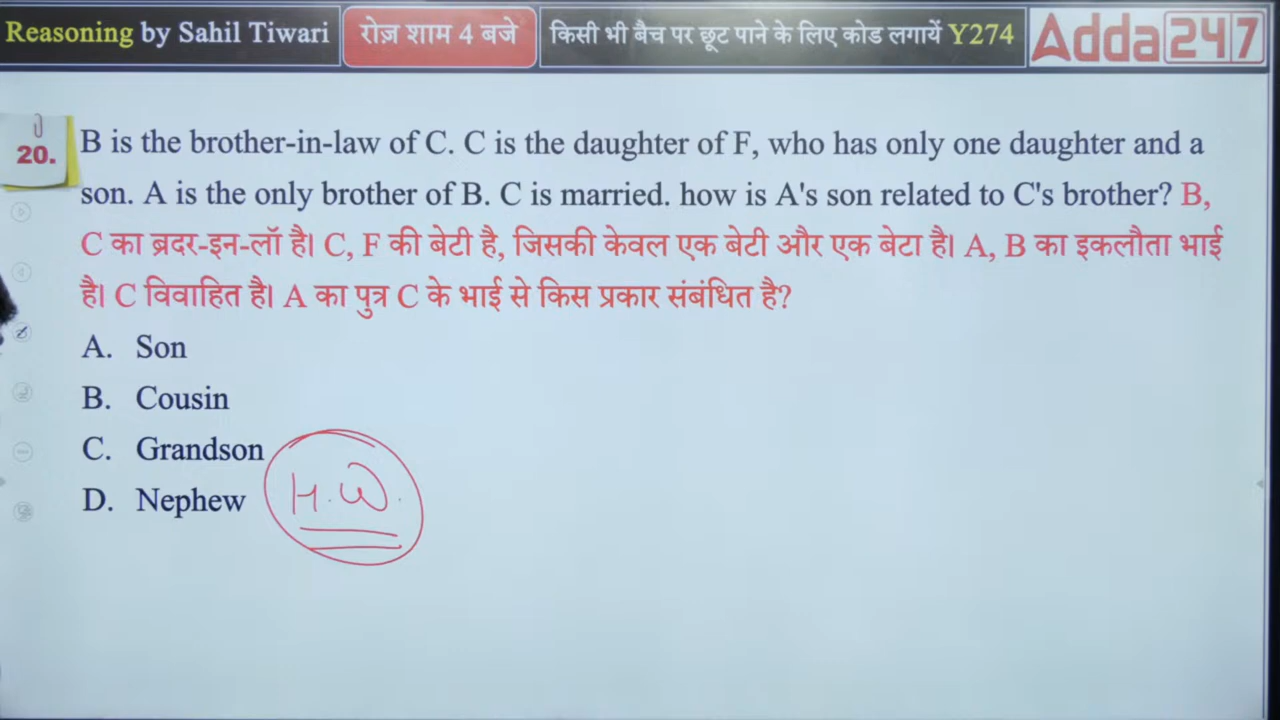 Reasoning by Sahil Tiwari रोज़ शाम 4 बजे किसी भी बैच पर छूट पाने के लिए कोड लगायें Y274 Adda247
20. B is the brother-in-law of C. C is the daughter of F, who has only one daughter and a
son. A is the only brother of B. C is married. how is A's son related to C's brother? B,
C का ब्रदर-इन-लॉ है। C, F की बेटी है, जिसकी केवल एक बेटी और एक बेटा है। A, B का इकलौता भाई
है। C विवाहित है। A का पुत्र C के भाई से किस प्रकार संबंधित है?
A. Son
B. Cousin
C. Grandson
D. Nephew
H.W.